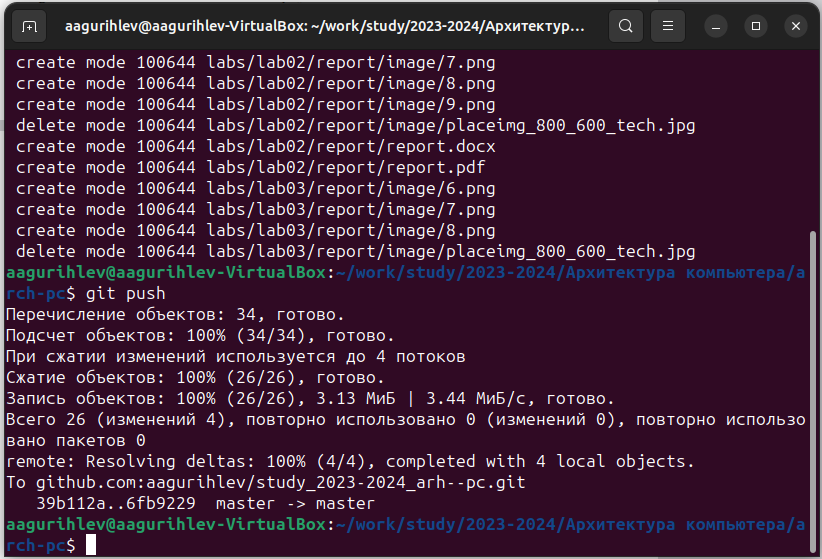 aagurihlev@aagurihlev-VirtualBox: ~/work/study/2023-2024/Архитектур...
create mode 100644 labs/lab02/report/image/7.png
create mode 100644 labs/lab02/report/image/8.png
create mode 100644 labs/lab02/report/image/9.png
delete mode 100644 labs/lab02/report/image/placeimg_800_600_tech.jpg
create mode 100644 labs/lab02/report/report.docx
create mode 100644 labs/lab02/report/report.pdf
create mode 100644 labs/lab03/report/image/6.png
create mode 100644 labs/lab03/report/image/7.png
create mode 100644 labs/lab03/report/image/8.png
delete mode 100644 labs/lab03/report/image/placeimg_800_600_tech.jpg
aagurihlev@aagurihlev-VirtualBox:~/work/study/2023-2024/Архитектура компьютера/a
rch-pc$ git push
Перечисление объектов: 34, готово.
Подсчет объектов: 100% (34/34), готово.
При сжатии изменений используется до 4 потоков
Сжатие объектов: 100% (26/26), готово.
Запись объектов: 100% (26/26), 3.13 МиБ | 3.44 МиБ/с, готово.
Всего 26 (изменений 4), повторно использовано 0 (изменений 0), повторно использо
вано пакетов 0
remote: Resolving deltas: 100% (4/4), completed with 4 local objects.
To github.com:aagurihlev/study_2023-2024_arh--pc.git
39b112a..6fb9229  master -> master
aagurihlev@aagurihlev-VirtualBox:~/work/study/2023-2024/Архитектура компьютера/a
rch-pc$